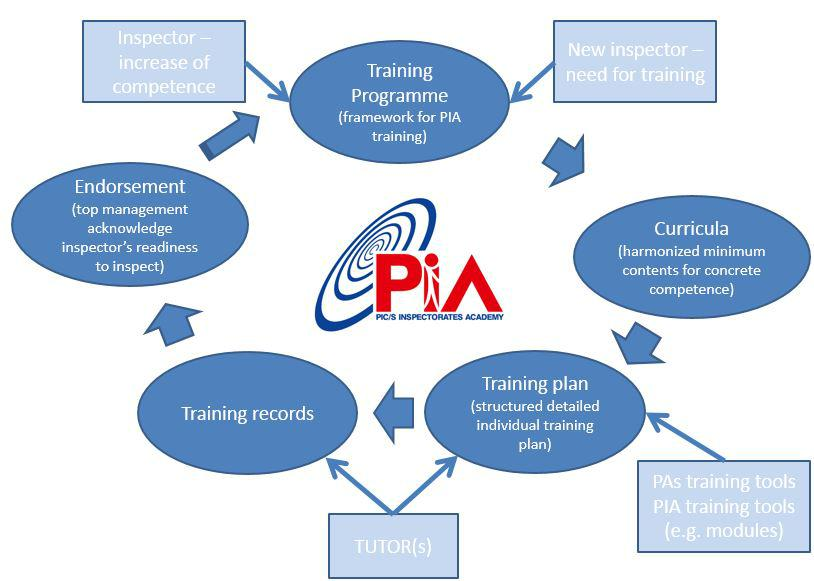 Inspector –
increase of
competence
Training
Programme
(framework for PIA
training)
New inspector –
need for training
Endorsement
(top management
acknowledge
inspector's readiness
to inspect)
Curricula
(harmonized minimum
contents for concrete
competence)
PIA
PIC/S INSPECTORATES ACADEMY
Training records
Training plan
(structured detailed
individual training
plan)
PAs training tools
PIA training tools
(e.g. modules)
TUTOR(s)